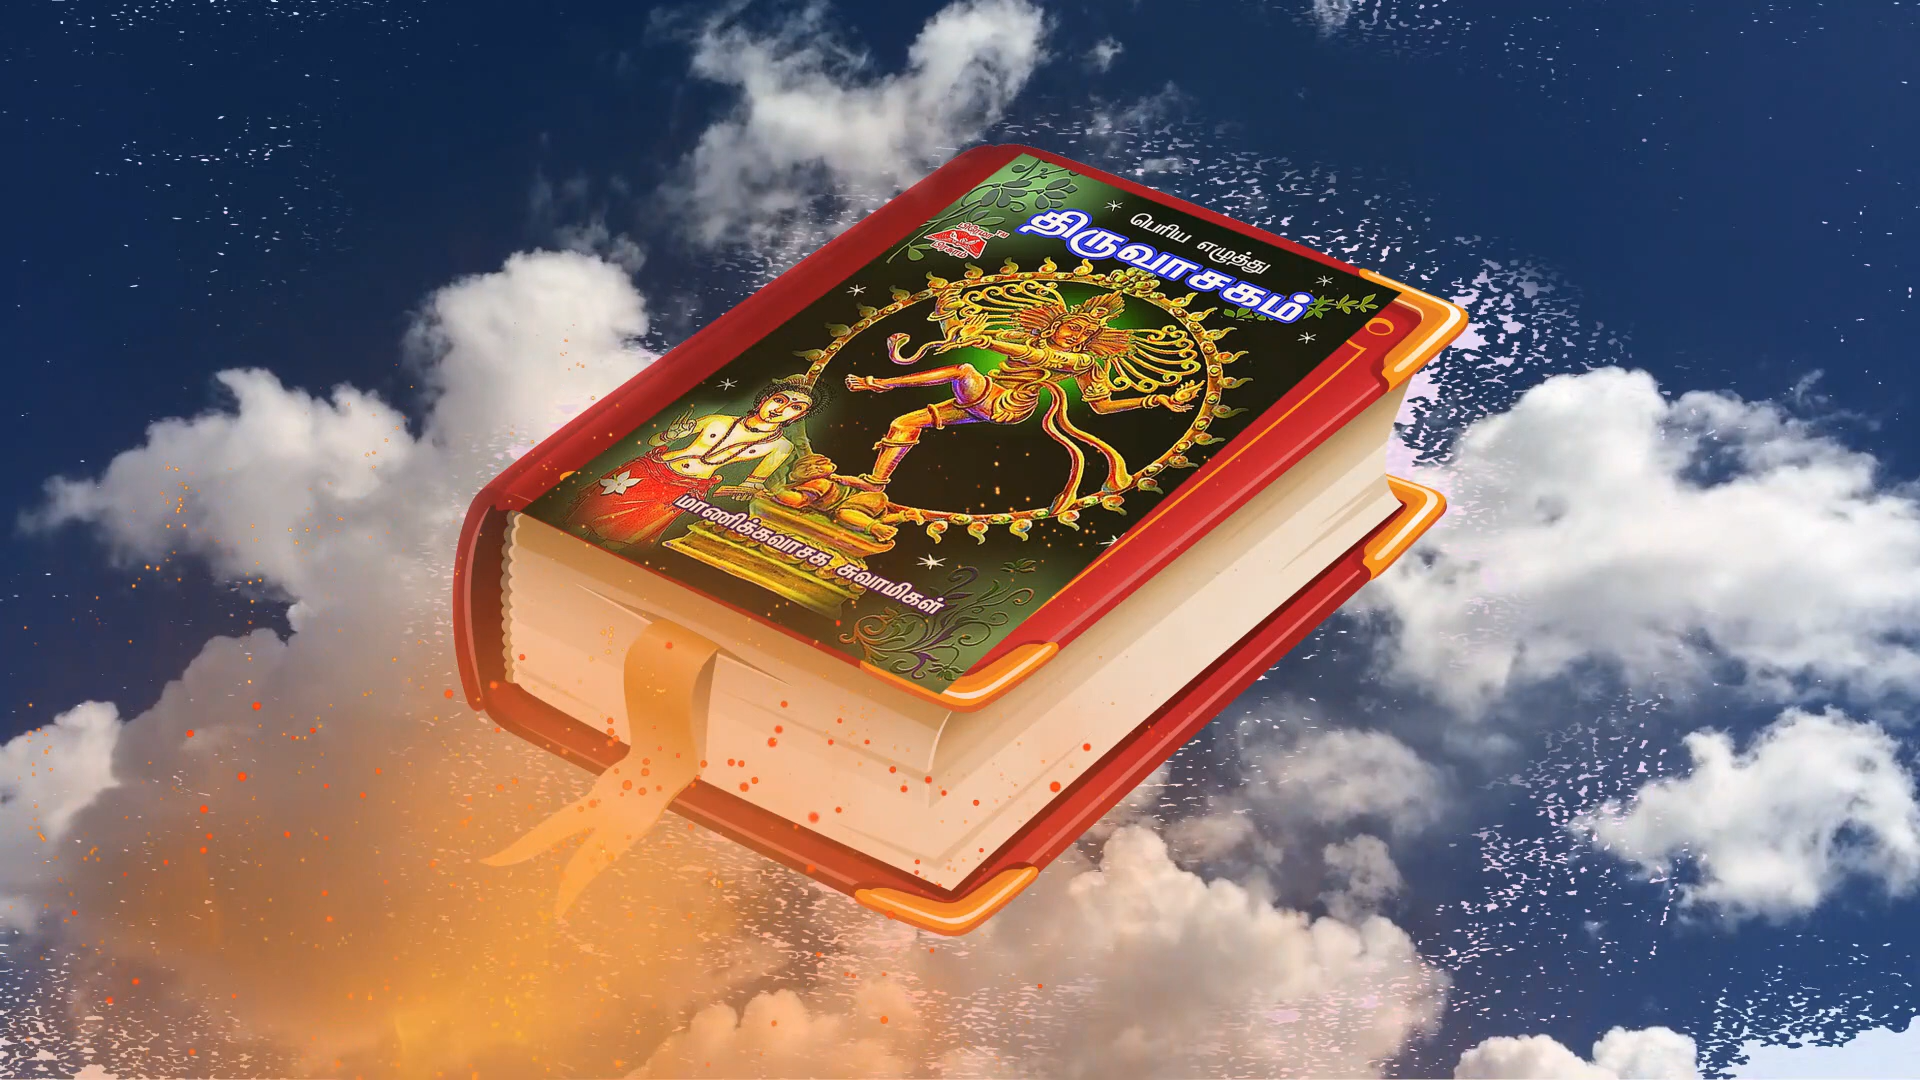 பெரிய எழுத்து
திருவாசகம்
மாணிக்கவாசக சுவாமிகள்